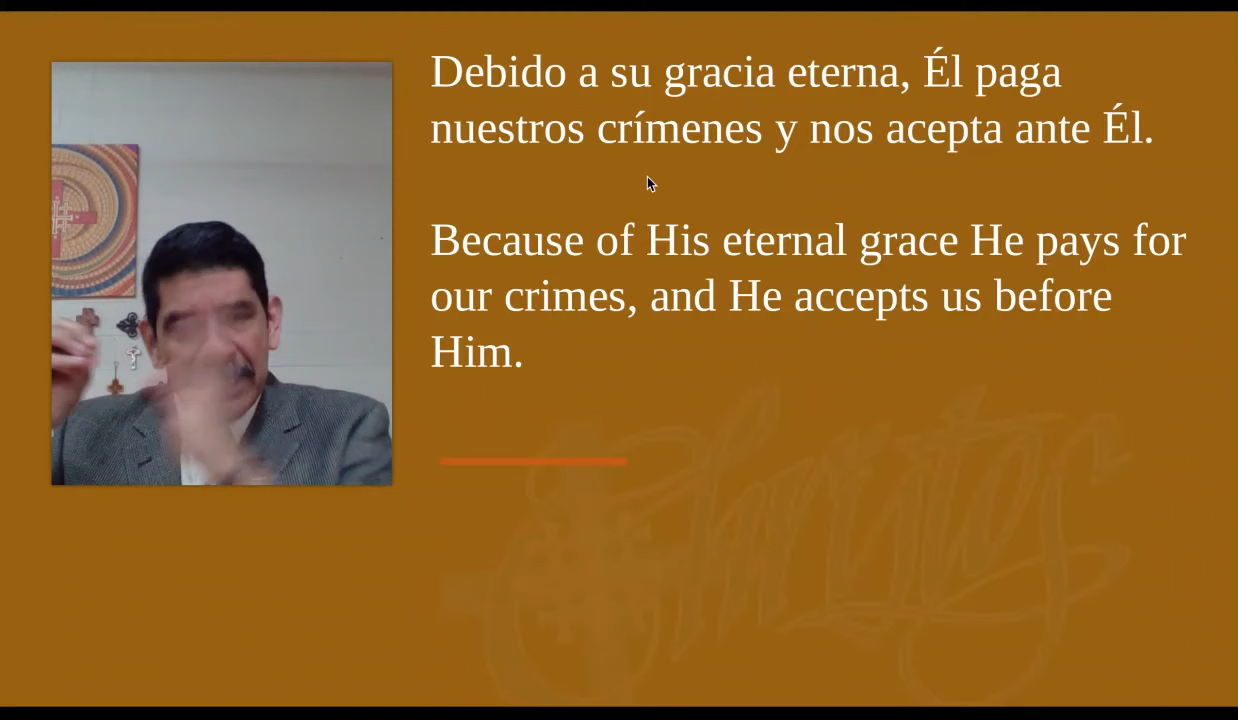 Debido a su gracia eterna, Él paga
nuestros crímenes y nos acepta ante Él.
Because of His eternal grace He pays for
our crimes, and He accepts us before
Him.
Christos